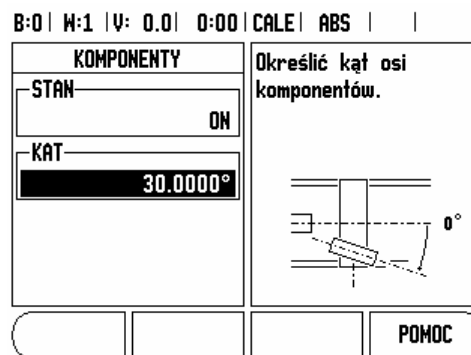 B:0 | W:1 | V: 0.0 | 0:00 | CALE | ABS | |
KOMPONENTY
STAN
ON
KAT
30.0000°
Określić kąt osi
komponentów.
0°
POMOC